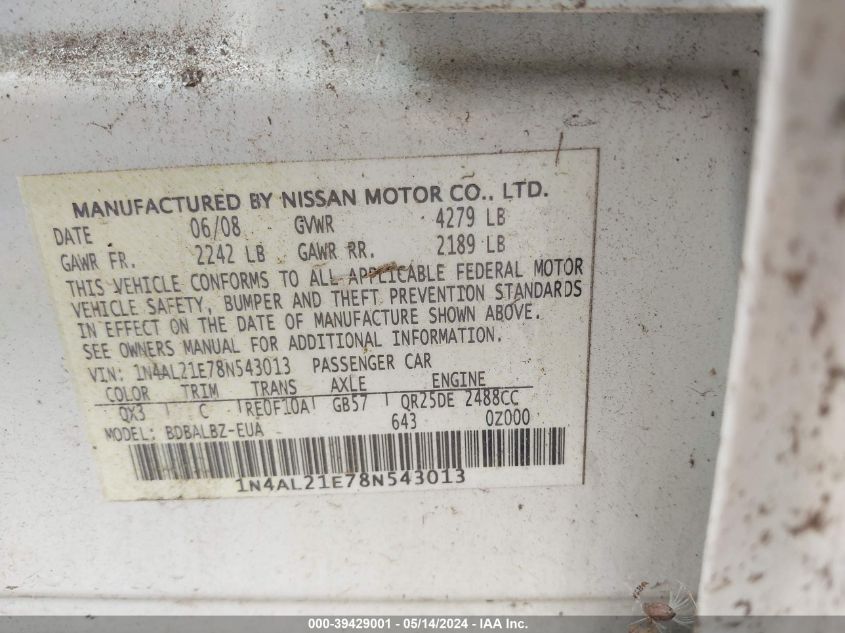 MANUFACTURED BY NISSAN MOTOR CO., LTD.
DATE 06/08 GVWR 4279 LB
GAWR FR. 2242 LB GAWR RR. 2189 LB
THIS VEHICLE CONFORMS TO ALL APPLICABLE FEDERAL MOTOR
VEHICLE SAFETY, BUMPER AND THEFT PREVENTION STANDARDS
IN EFFECT ON THE DATE OF MANUFACTURE SHOWN ABOVE.
SEE OWNERS MANUAL FOR ADDITIONAL INFORMATION.
VIN: 1N4AL21E78N543013 PASSENGER CAR
COLOR TRIM TRANS AXLE ENGINE
QX3 C RE0F10A GB57 QR25DE 2488CC
MODEL: BDBALBZ-EUA 643 0Z000
1N4AL21E78N543013
000-39429001 - 05/14/2024 - IAA Inc.